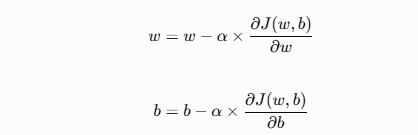 w = w − α × ∂J(w, b) / ∂w
b = b − α × ∂J(w, b) / ∂b